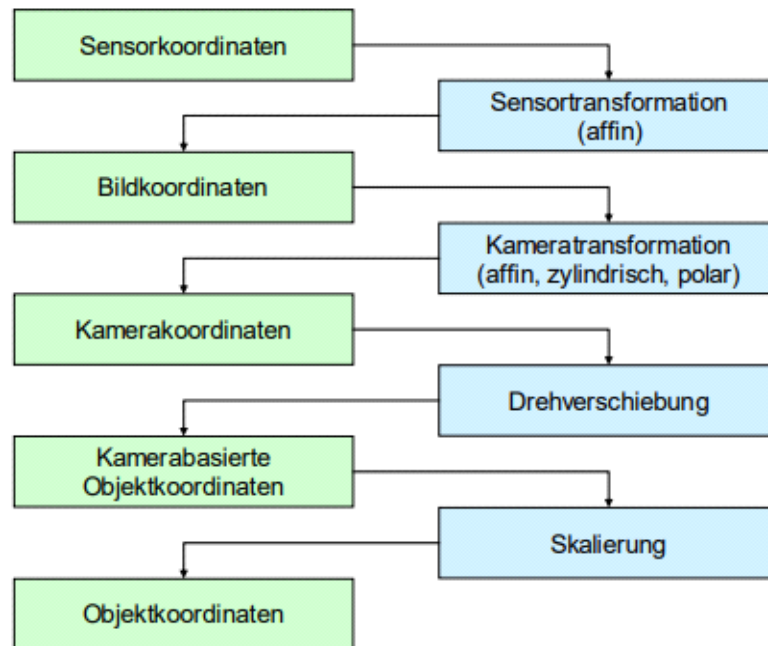 Sensorkoordinaten
Sensortransformation
(affin)
Bildkoordinaten
Kameratransformation
(affin, zylindrisch, polar)
Kamerakoordinaten
Drehverschiebung
Kamerabasierte
Objektkoordinaten
Skalierung
Objektkoordinaten